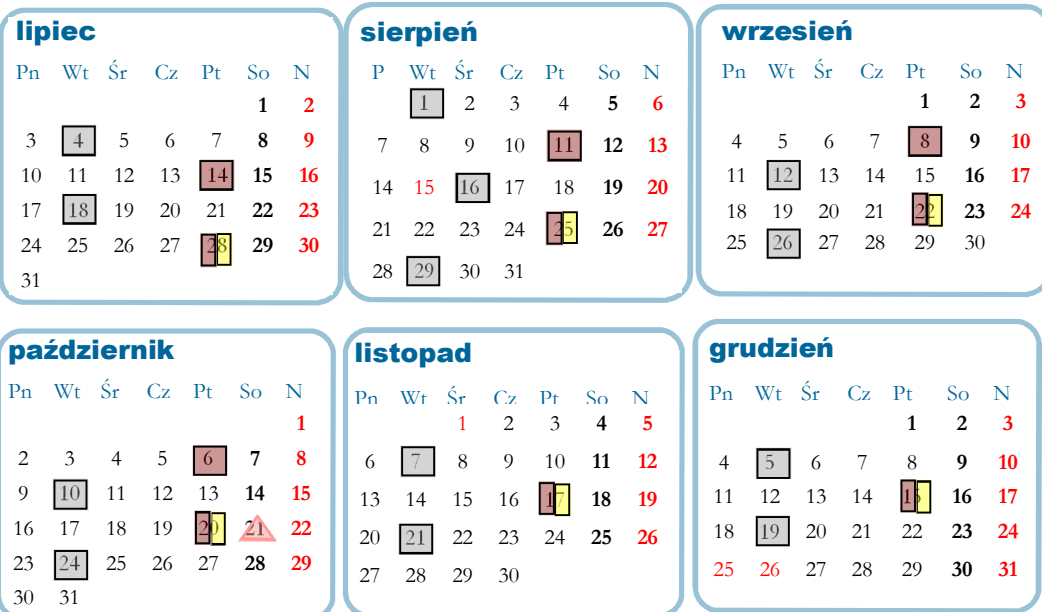 lipiec
Pn Wt Śr Cz Pt So N
1 2
3 4 5 6 7 8 9
10 11 12 13 14 15 16
17 18 19 20 21 22 23
24 25 26 27 28 29 30
31
sierpień
P Wt Śr Cz Pt So N
1 2 3 4 5 6
7 8 9 10 11 12 13
14 15 16 17 18 19 20
21 22 23 24 25 26 27
28 29 30 31
wrzesień
Pn Wt Śr Cz Pt So N
1 2 3
4 5 6 7 8 9 10
11 12 13 14 15 16 17
18 19 20 21 22 23 24
25 26 27 28 29 30
październik
Pn Wt Śr Cz Pt So N
1
2 3 4 5 6 7 8
9 10 11 12 13 14 15
16 17 18 19 20 21 22
23 24 25 26 27 28 29
30 31
listopad
Pn Wt Śr Cz Pt So N
1 2 3 4 5
6 7 8 9 10 11 12
13 14 15 16 17 18 19
20 21 22 23 24 25 26
27 28 29 30
grudzień
Pn Wt Śr Cz Pt So N
1 2 3
4 5 6 7 8 9 10
11 12 13 14 15 16 17
18 19 20 21 22 23 24
25 26 27 28 29 30 31